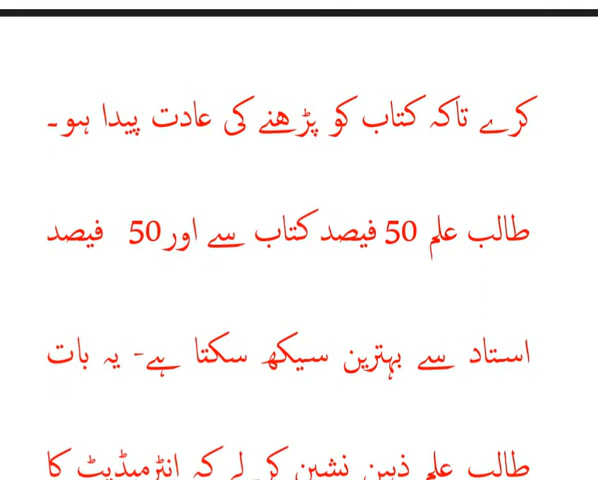 کرے تاکہ کتاب کو پڑھنے کی عادت پیدا ہو۔
طالب علم 50 فیصد کتاب سے اور 50 فیصد
استاد سے بہترین سیکھ سکتا ہے- یہ بات
طالب علم ذہین نشین کر لے کہ انٹرمیڈیٹ کا